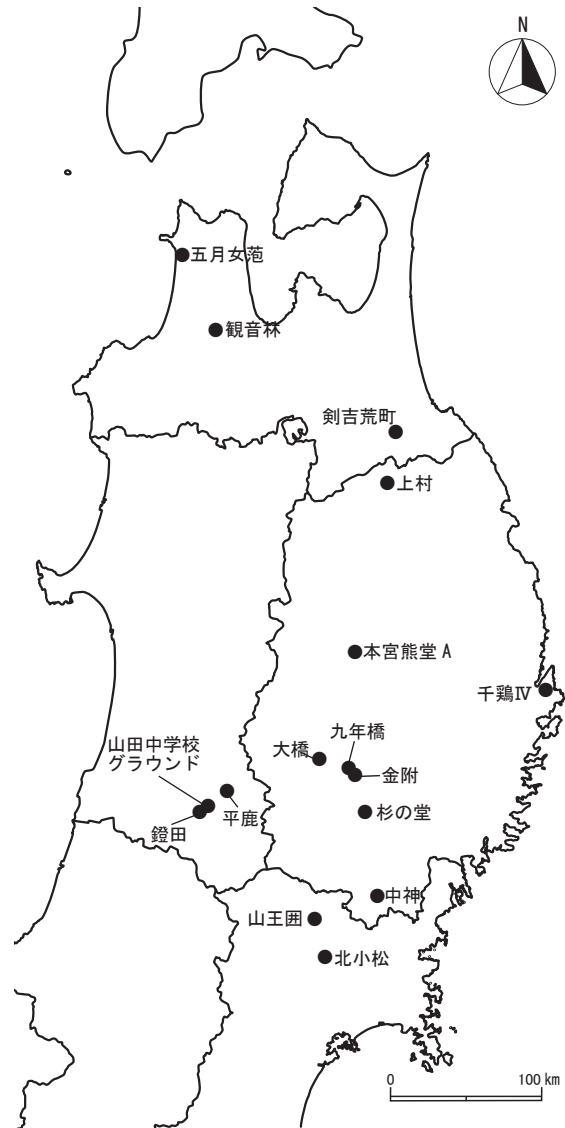 N
五月女萢
観音林
剣吉荒町
上村
本宮熊堂 A
千鶏Ⅳ
九年橋
大橋
金附
山田中学校
グラウンド
平鹿
鐙田
杉の堂
中神
山王囲
北小松
0
100 km